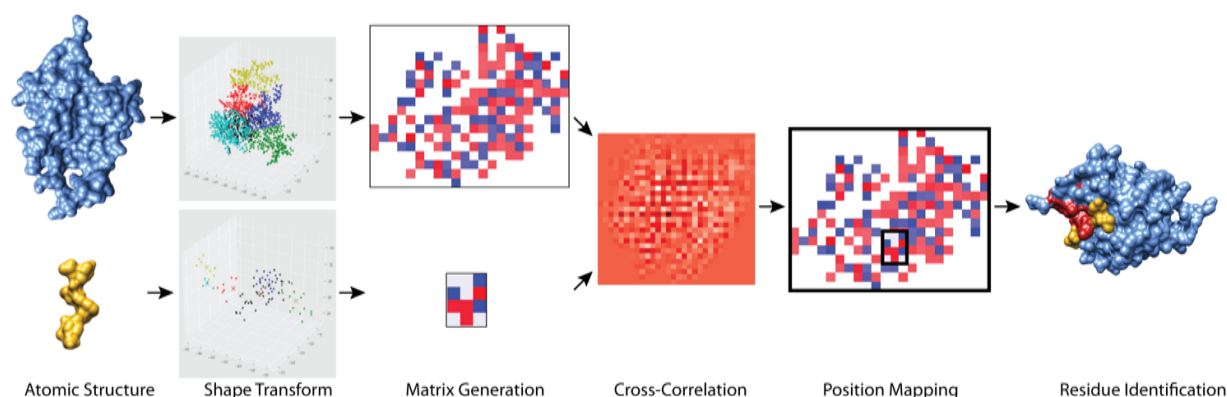 Atomic Structure
Shape Transform
Matrix Generation
Cross-Correlation
Position Mapping
Residue Identification